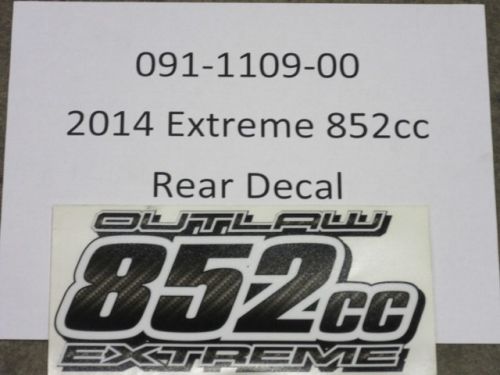 091-1109-00
2014 Extreme 852cc
Rear Decal
OUTLAW
852cc
EXTREME